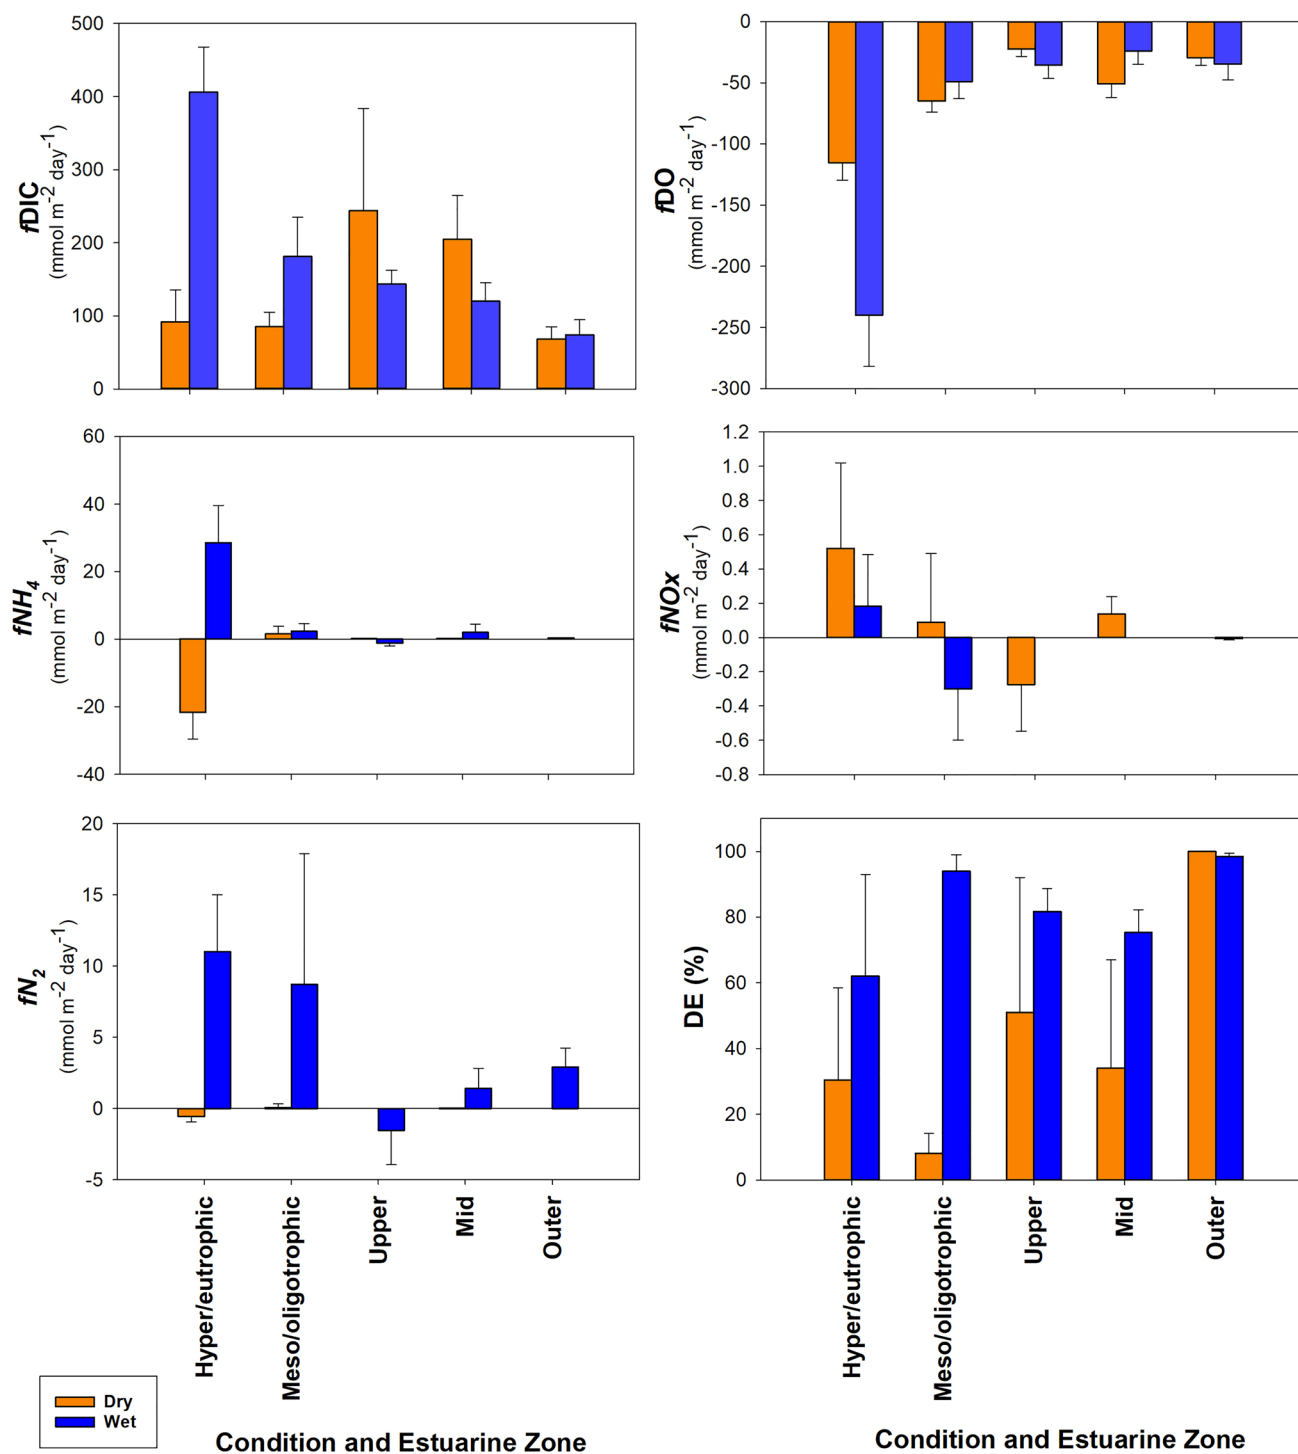 500
400
300
200
100
0
fDIC
(mmol m-2 day-1)
0
-50
-100
-150
-200
-250
-300
fDO
(mmol m-2 day-1)
60
40
20
0
-20
-40
fNH4
(mmol m-2 day-1)
1.2
1.0
0.8
0.6
0.4
0.2
0.0
-0.2
-0.4
-0.6
-0.8
fNOx
(mmol m-2 day-1)
20
15
10
5
0
-5
fN2
(mmol m-2 day-1)
Hyper/eutrophic
Meso/oligotrophic
Upper
Mid
Outer
100
80
60
40
20
0
DE (%)
Hyper/eutrophic
Meso/oligotrophic
Upper
Mid
Outer
Dry
Wet
Condition and Estuarine Zone
Condition and Estuarine Zone